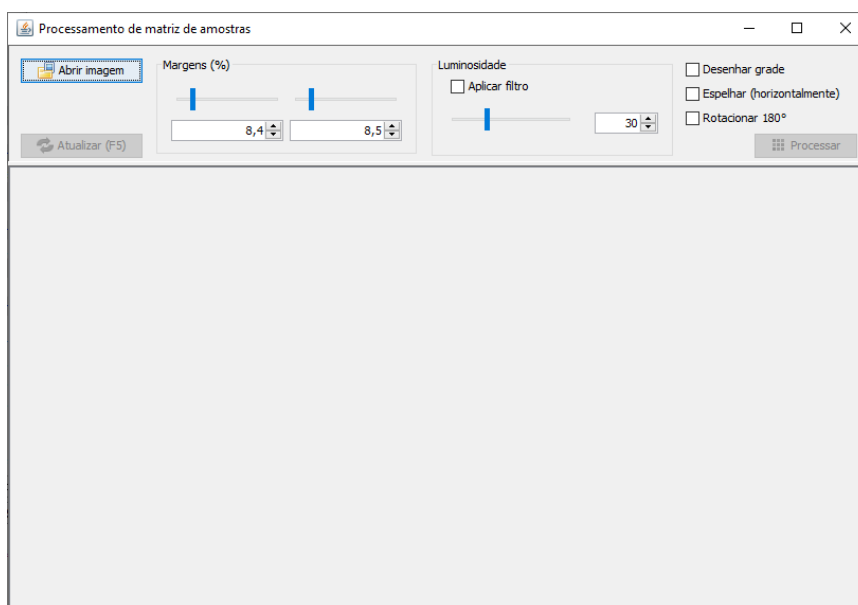 Processamento de matriz de amostras
Abrir imagem
Atualizar (F5)
Margens (%)
8,4
8,5
Luminosidade
Aplicar filtro
30
Desenhar grade
Espelhar (horizontalmente)
Rotacionar 180°
Processar